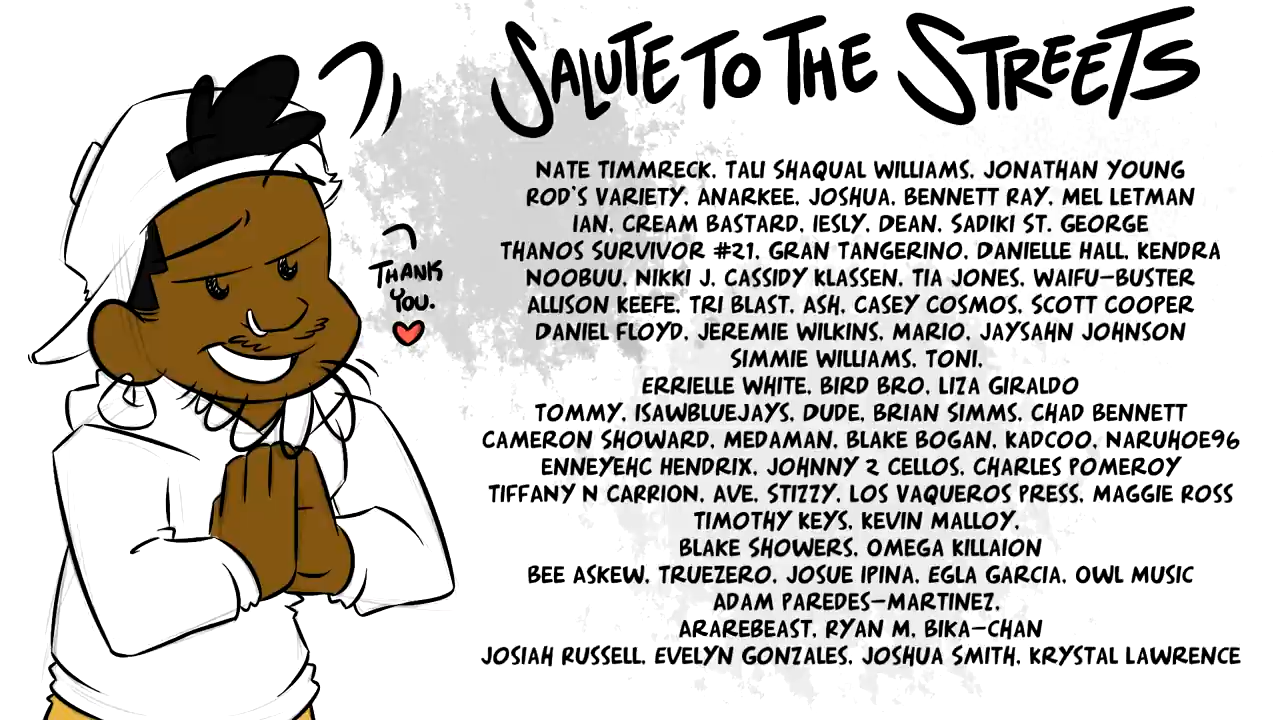 SALUTE TO THE STREETS
NATE TIMMRECK, TALI SHAQUAL WILLIAMS, JONATHAN YOUNG
ROD'S VARIETY, ANARKEE, JOSHUA, BENNETT RAY, MEL LETMAN
IAN, CREAM BASTARD, IESLY, DEAN, SADIKI ST. GEORGE
THANOS SURVIVOR #21, GRAN TANGERINO, DANIELLE HALL, KENDRA
NOOBUU, NIKKI J, CASSIDY KLASSEN, TIA JONES, WAIFU-BUSTER
ALLISON KEEFE, TRI BLAST, ASH, CASEY COSMOS, SCOTT COOPER
DANIEL FLOYD, JEREMIE WILKINS, MARIO, JAYSAHN JOHNSON
SIMMIE WILLIAMS, TONI,
ERRIELLE WHITE, BIRD BRO, LIZA GIRALDO
TOMMY, ISAWBLUEJAYS, DUDE, BRIAN SIMMS, CHAD BENNETT
CAMERON SHOWARD, MEDAMAN, BLAKE BOGAN, KADCOO, NARUHOE96
ENNEYEHC HENDRIX, JOHNNY 2 CELLOS, CHARLES POMEROY
TIFFANY N CARRION, AVE, STIZZY, LOS VAQUEROS PRESS, MAGGIE ROSS
TIMOTHY KEYS, KEVIN MALLOY,
BLAKE SHOWERS, OMEGA KILLAION
BEE ASKEW, TRUEZERO, JOSUE IPINA, EGLA GARCIA, OWL MUSIC
ADAM PAREDES-MARTINEZ,
ARAREBEAST, RYAN M, BIKA-CHAN
JOSIAH RUSSELL, EVELYN GONZALES, JOSHUA SMITH, KRYSTAL LAWRENCE
THANK
YOU.